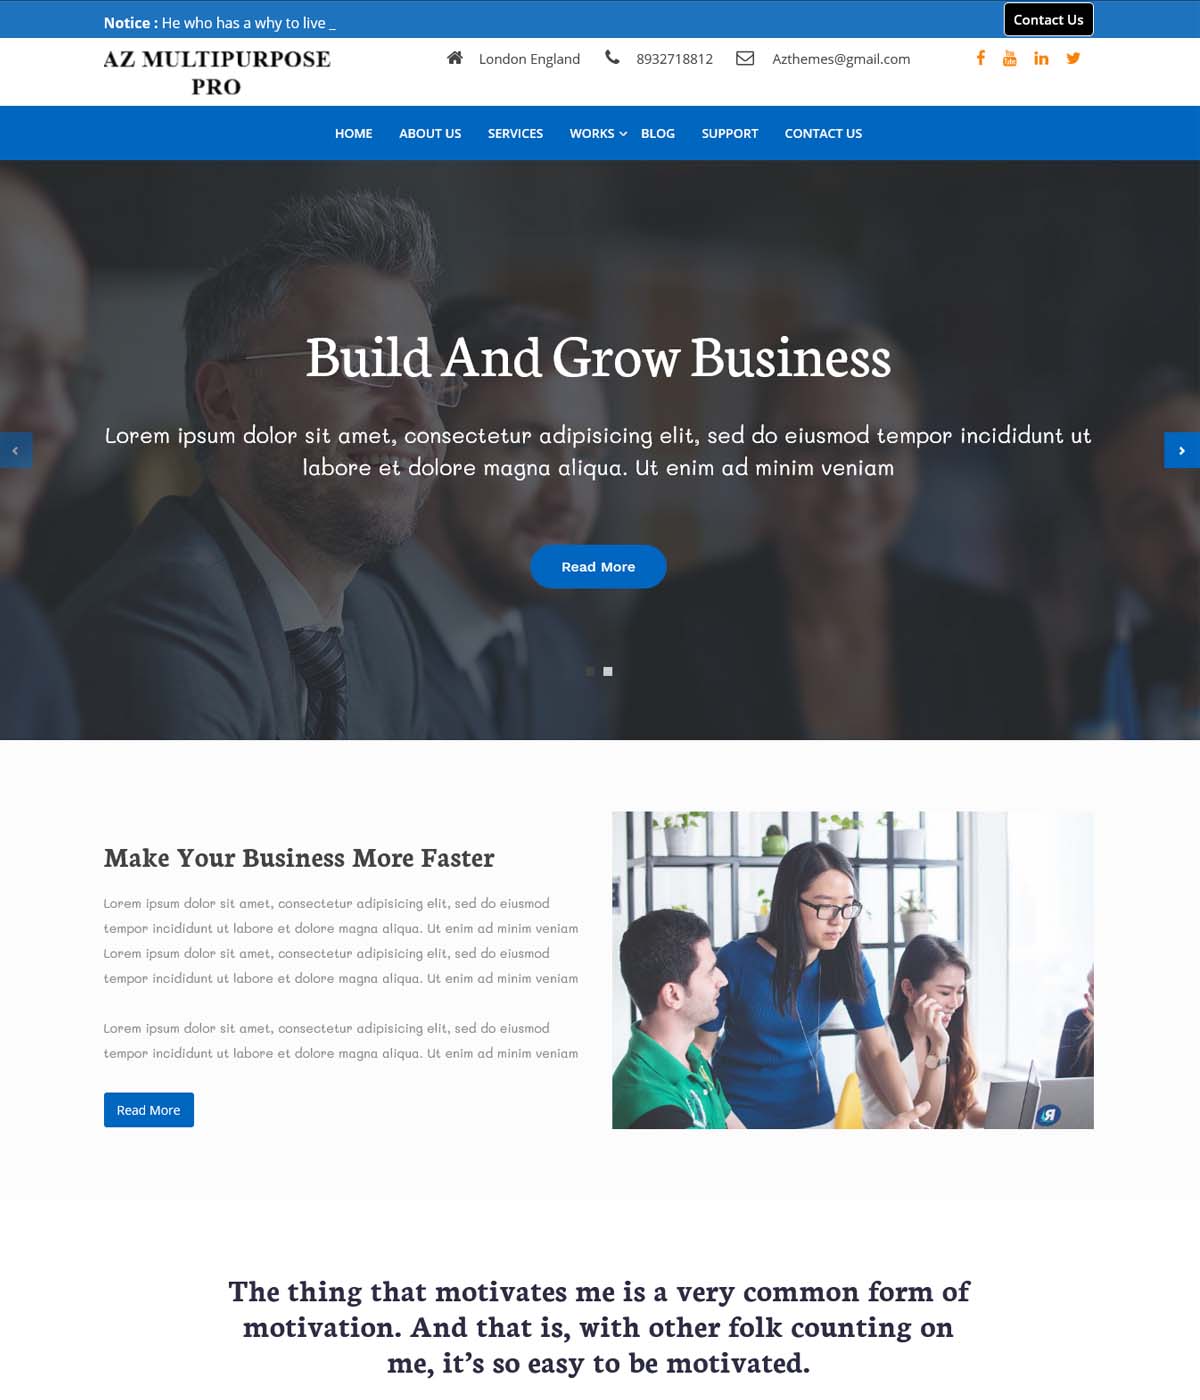 Notice : He who has a why to live _
Contact Us
AZ MULTIPURPOSE
PRO
London England
8932718812
Azthemes@gmail.com
You
Tube
in
HOME ABOUT US SERVICES WORKS BLOG SUPPORT CONTACT US
Build And Grow Business
Lorem ipsum dolor sit amet, consectetur adipisicing elit, sed do eiusmod tempor incididunt ut
labore et dolore magna aliqua. Ut enim ad minim veniam
Read More
Make Your Business More Faster
Lorem ipsum dolor sit amet, consectetur adipisicing elit, sed do eiusmod
tempor incididunt ut labore et dolore magna aliqua. Ut enim ad minim veniam
Lorem ipsum dolor sit amet, consectetur adipisicing elit, sed do eiusmod
tempor incididunt ut labore et dolore magna aliqua. Ut enim ad minim veniam
Lorem ipsum dolor sit amet, consectetur adipisicing elit, sed do eiusmod
tempor incididunt ut labore et dolore magna aliqua. Ut enim ad minim veniam
Read More
The thing that motivates me is a very common form of
motivation. And that is, with other folk counting on
me, it’s so easy to be motivated.